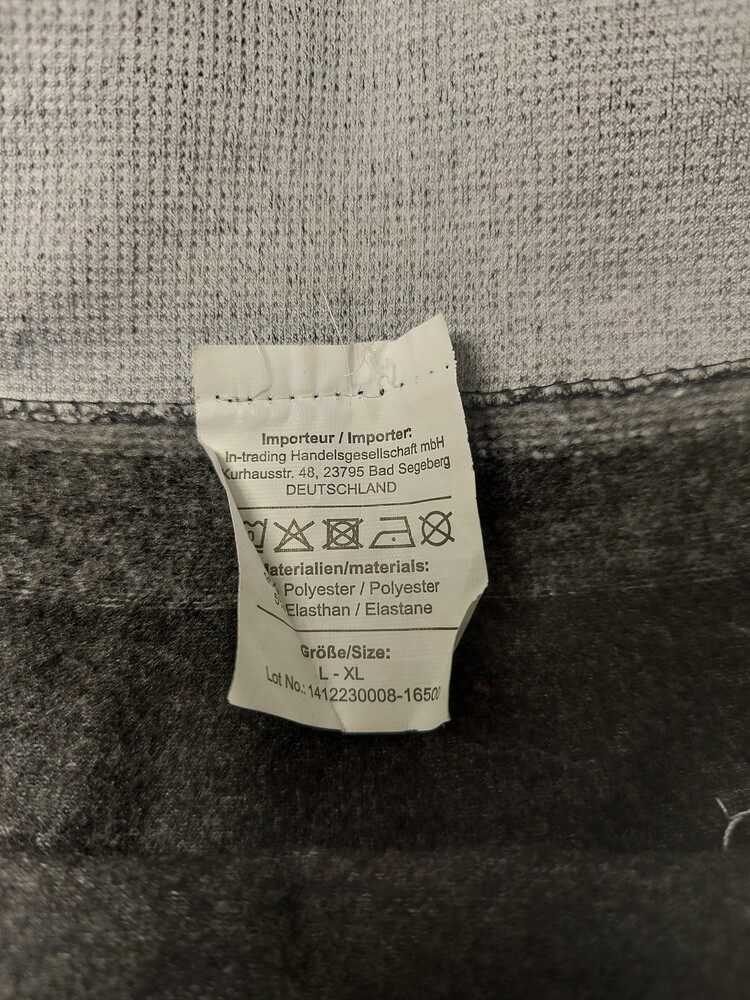 Importeur / Importer:
In-trading Handelsgesellschaft mbH
Kurhausstr. 48, 23795 Bad Segeberg
DEUTSCHLAND
Materialien/materials:
Polyester / Polyester
Elasthan / Elastane
Größe/Size:
L - XL
Lot No.: 1412230008-16500